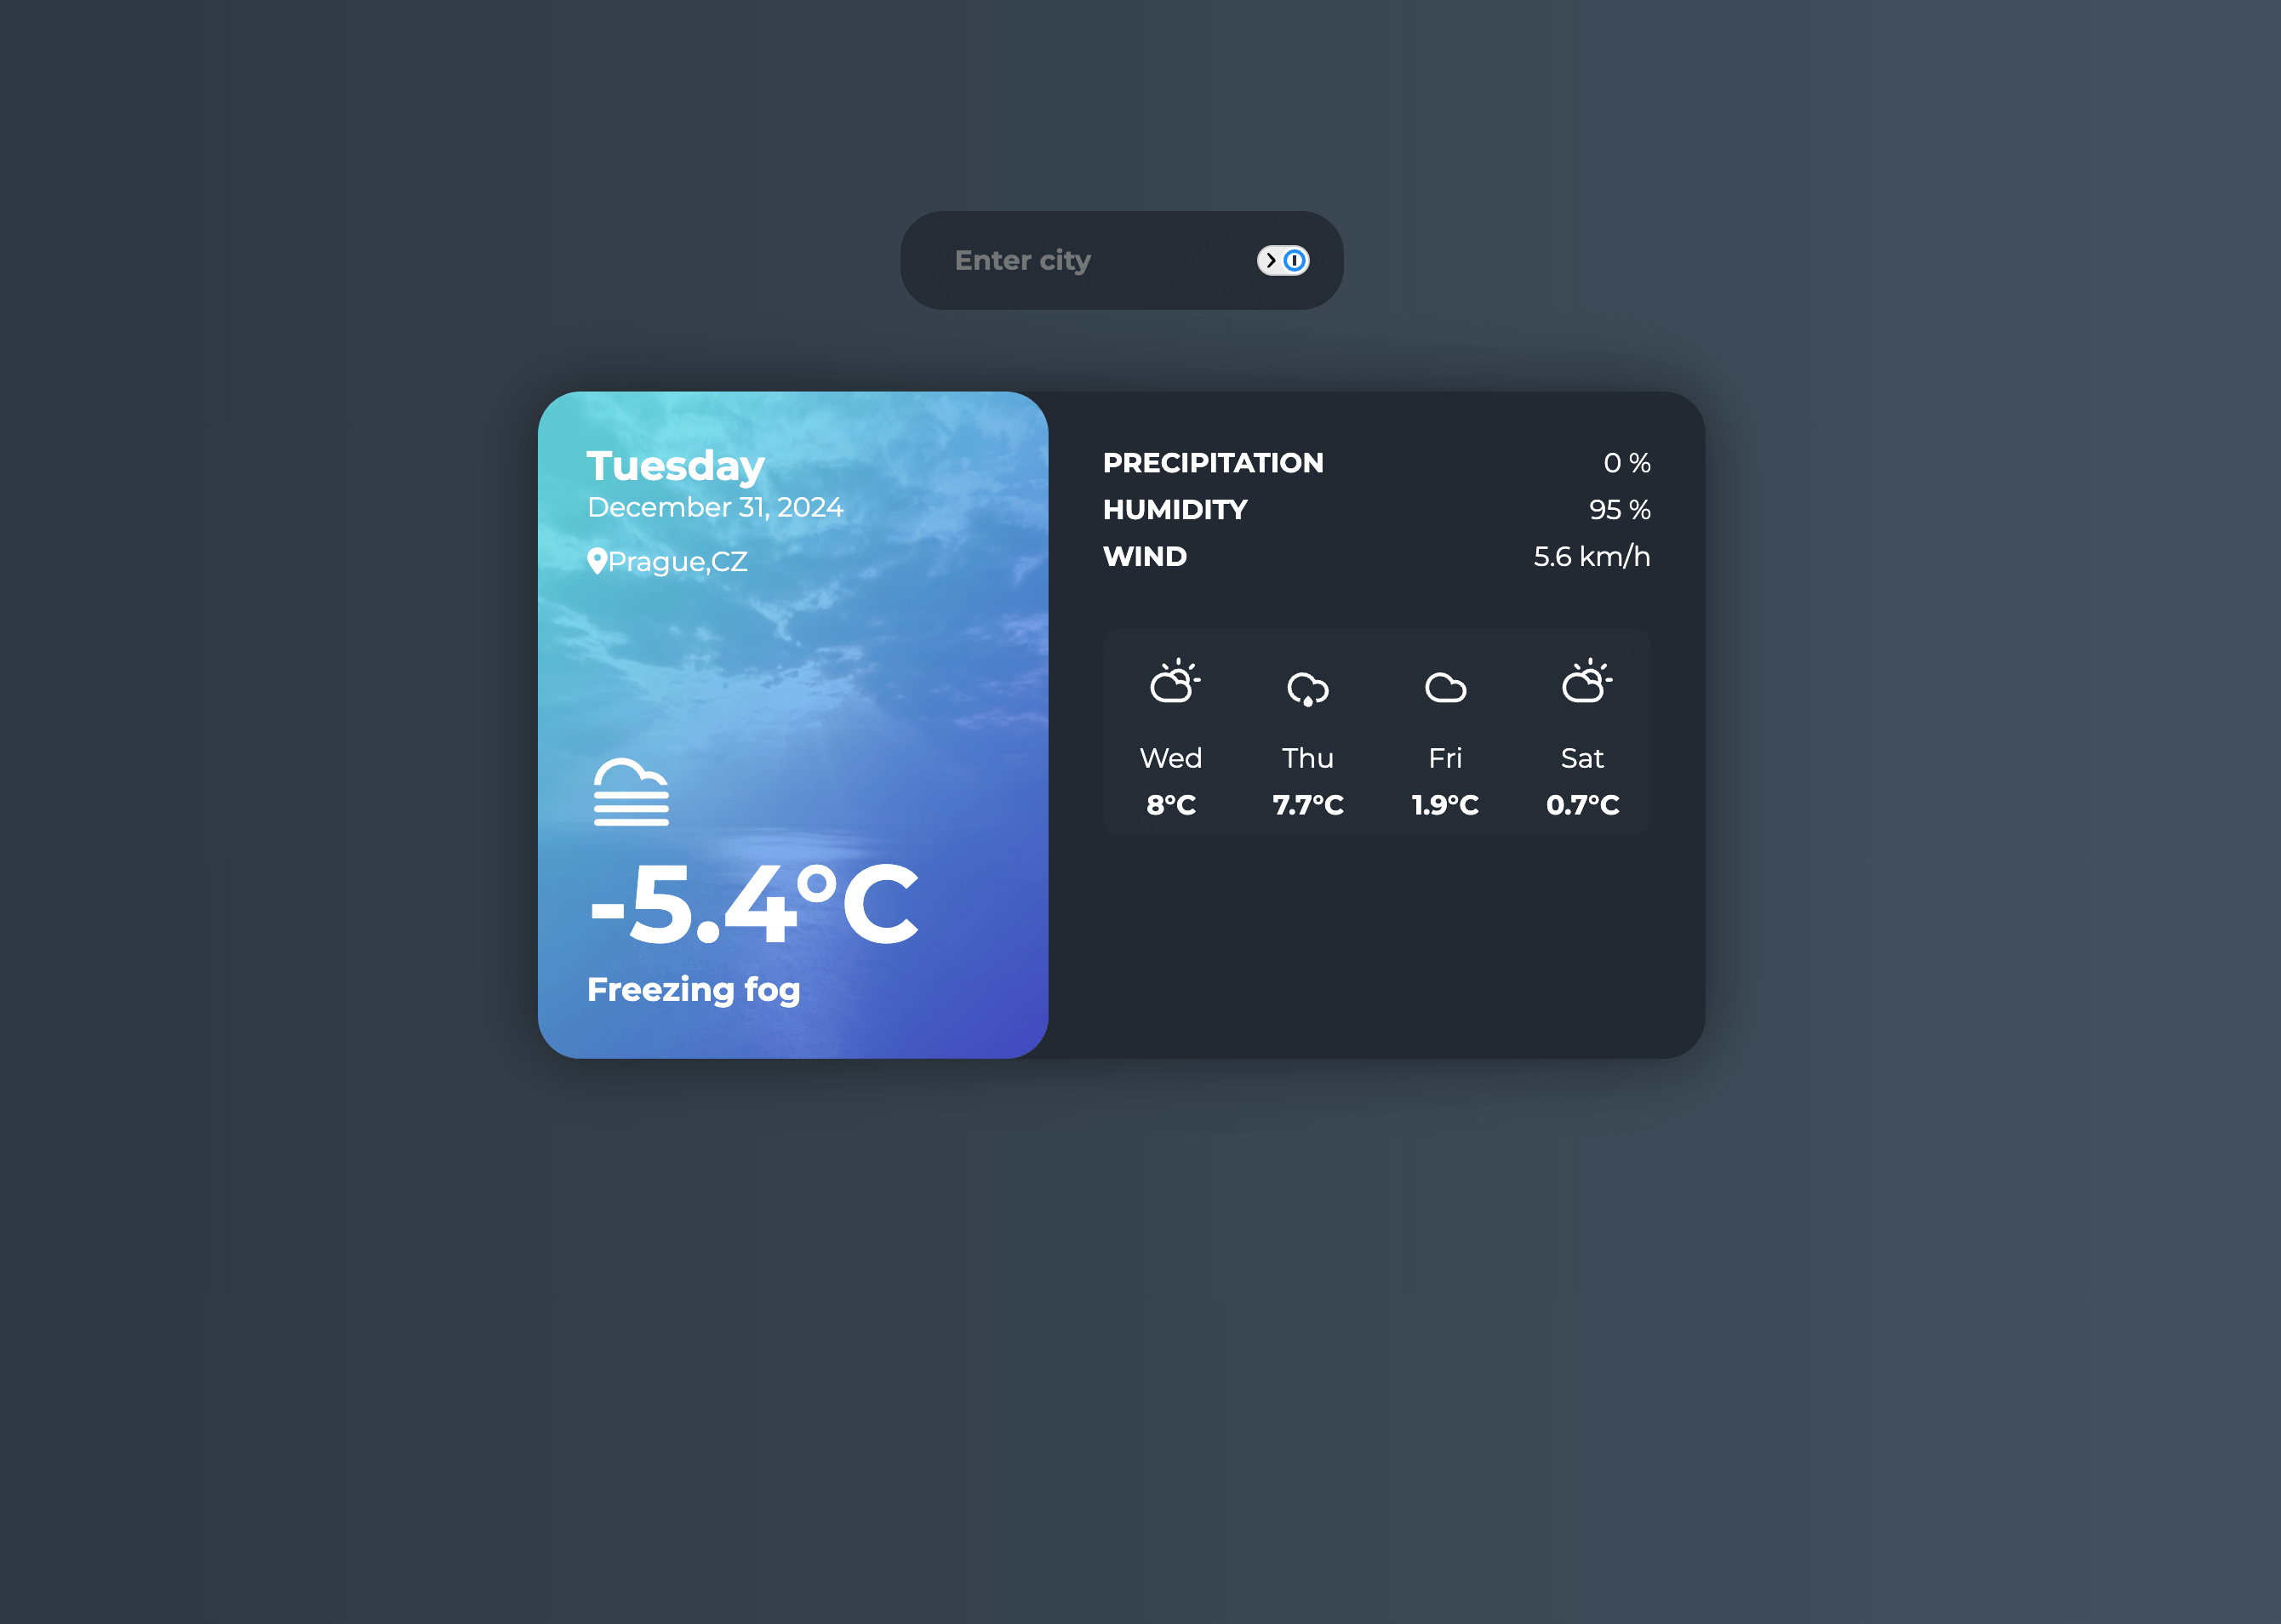 Enter city
Tuesday
December 31, 2024
Prague,CZ
-5.4°C
Freezing fog
PRECIPITATION 0 %
HUMIDITY 95 %
WIND 5.6 km/h
Wed Thu Fri Sat
8°C 7.7°C 1.9°C 0.7°C